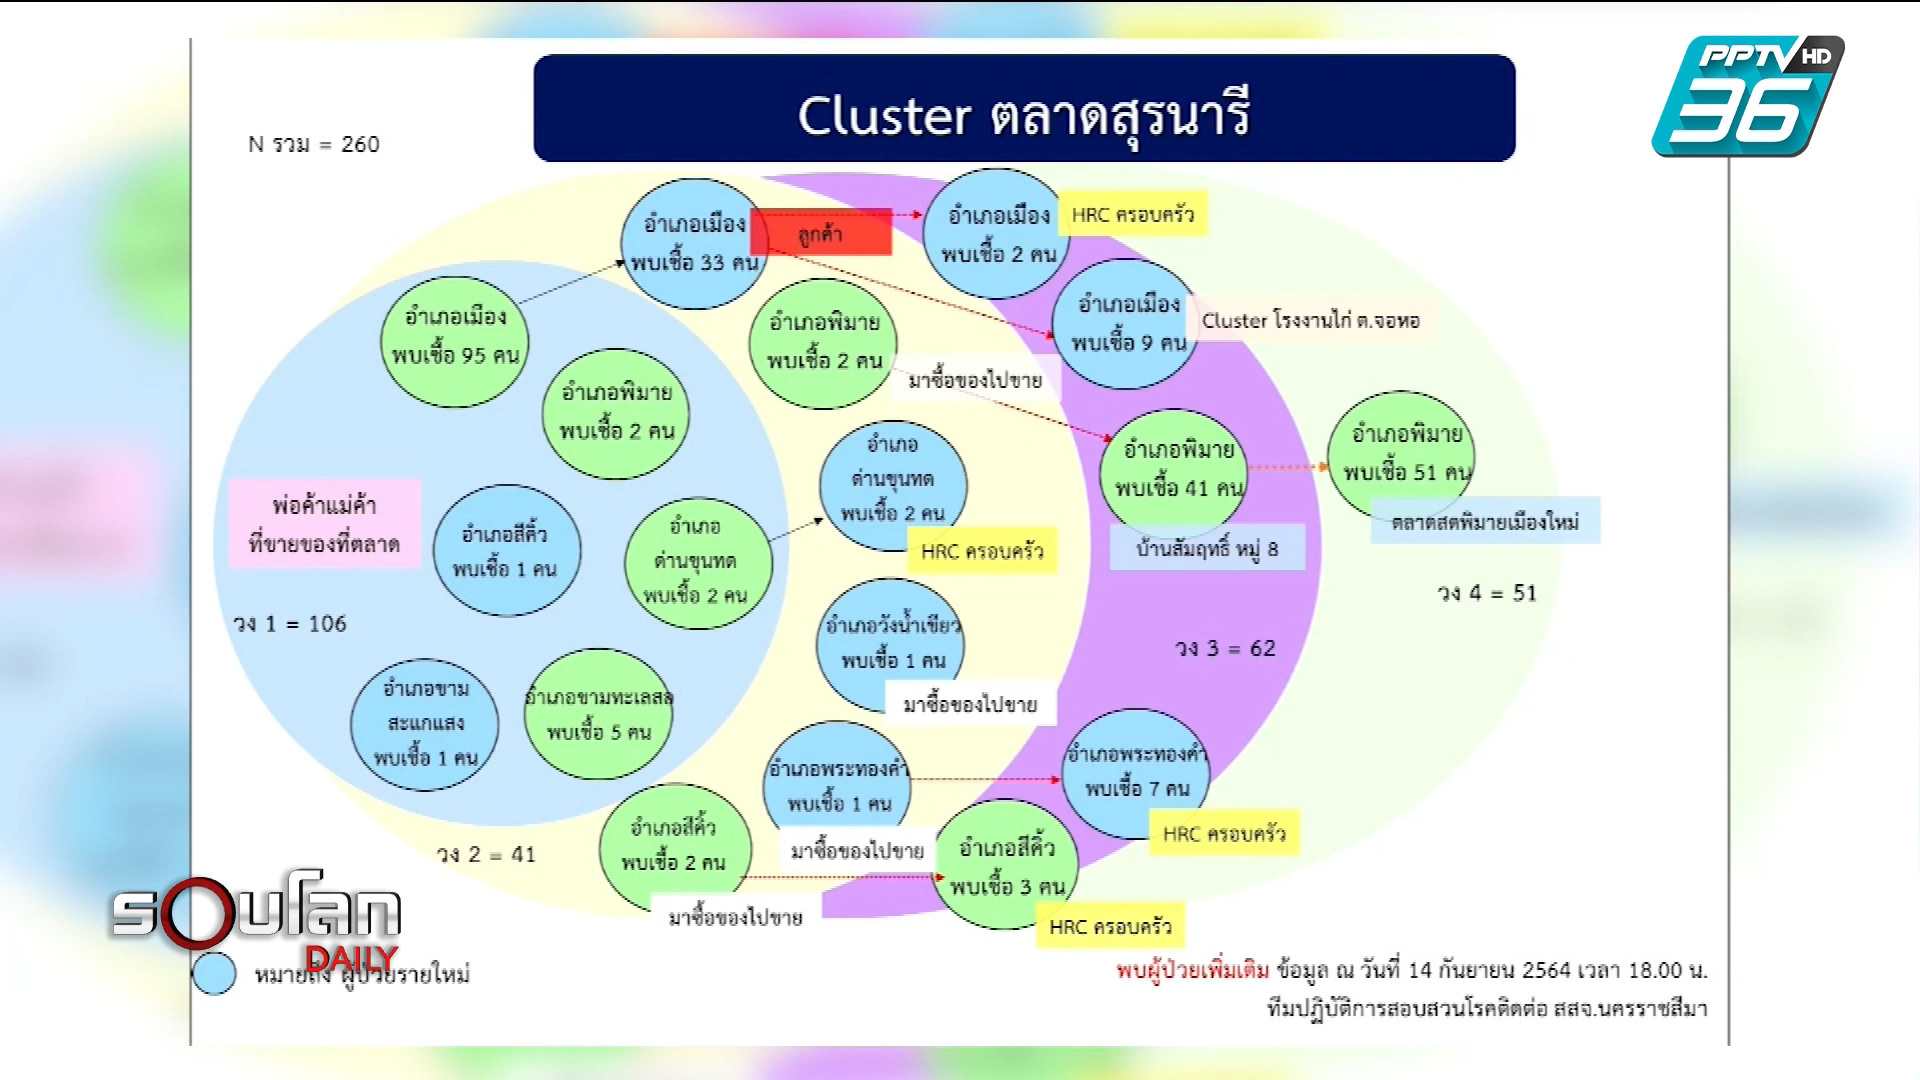 PPTV HD
36
Cluster ตลาดสุรนารี
N รวม = 260
อำเภอเมือง
พบเชื้อ 33 คน
ลูกค้า
อำเภอเมือง
พบเชื้อ 2 คน
HRC ครอบครัว
อำเภอเมือง
พบเชื้อ 95 คน
อำเภอพิมาย
พบเชื้อ 2 คน
อำเภอเมือง
พบเชื้อ 9 คน
Cluster โรงงานไก่ ต.จอหอ
มาซื้อของไปขาย
อำเภอพิมาย
พบเชื้อ 2 คน
อำเภอ
ด่านขุนทด
พบเชื้อ 2 คน
HRC ครอบครัว
อำเภอพิมาย
พบเชื้อ 41 คน
บ้านสัมฤทธิ์ หมู่ 8
อำเภอพิมาย
พบเชื้อ 51 คน
ตลาดสดพิมายเมืองใหม่
พ่อค้าแม่ค้า
ที่ขายของที่ตลาด
อำเภอสีคิ้ว
พบเชื้อ 1 คน
อำเภอ
ด่านขุนทด
พบเชื้อ 2 คน
วง 4 = 51
วง 1 = 106
อำเภอวังน้ำเขียว
พบเชื้อ 1 คน
มาซื้อของไปขาย
วง 3 = 62
อำเภอขาม
สะแกแสง
พบเชื้อ 1 คน
อำเภอขามทะเลสอ
พบเชื้อ 5 คน
อำเภอพระทองคำ
พบเชื้อ 1 คน
มาซื้อของไปขาย
อำเภอพระทองคำ
พบเชื้อ 7 คน
HRC ครอบครัว
วง 2 = 41
อำเภอสีคิ้ว
พบเชื้อ 2 คน
มาซื้อของไปขาย
อำเภอสีคิ้ว
พบเชื้อ 3 คน
HRC ครอบครัว
รอบโลก
DAILY
หมายถึง ผู้ป่วยรายใหม่
พบผู้ป่วยเพิ่มเติม ข้อมูล ณ วันที่ 14 กันยายน 2564 เวลา 18.00 น.
ทีมปฏิบัติการสอบสวนโรคติดต่อ สสจ.นครราชสีมา